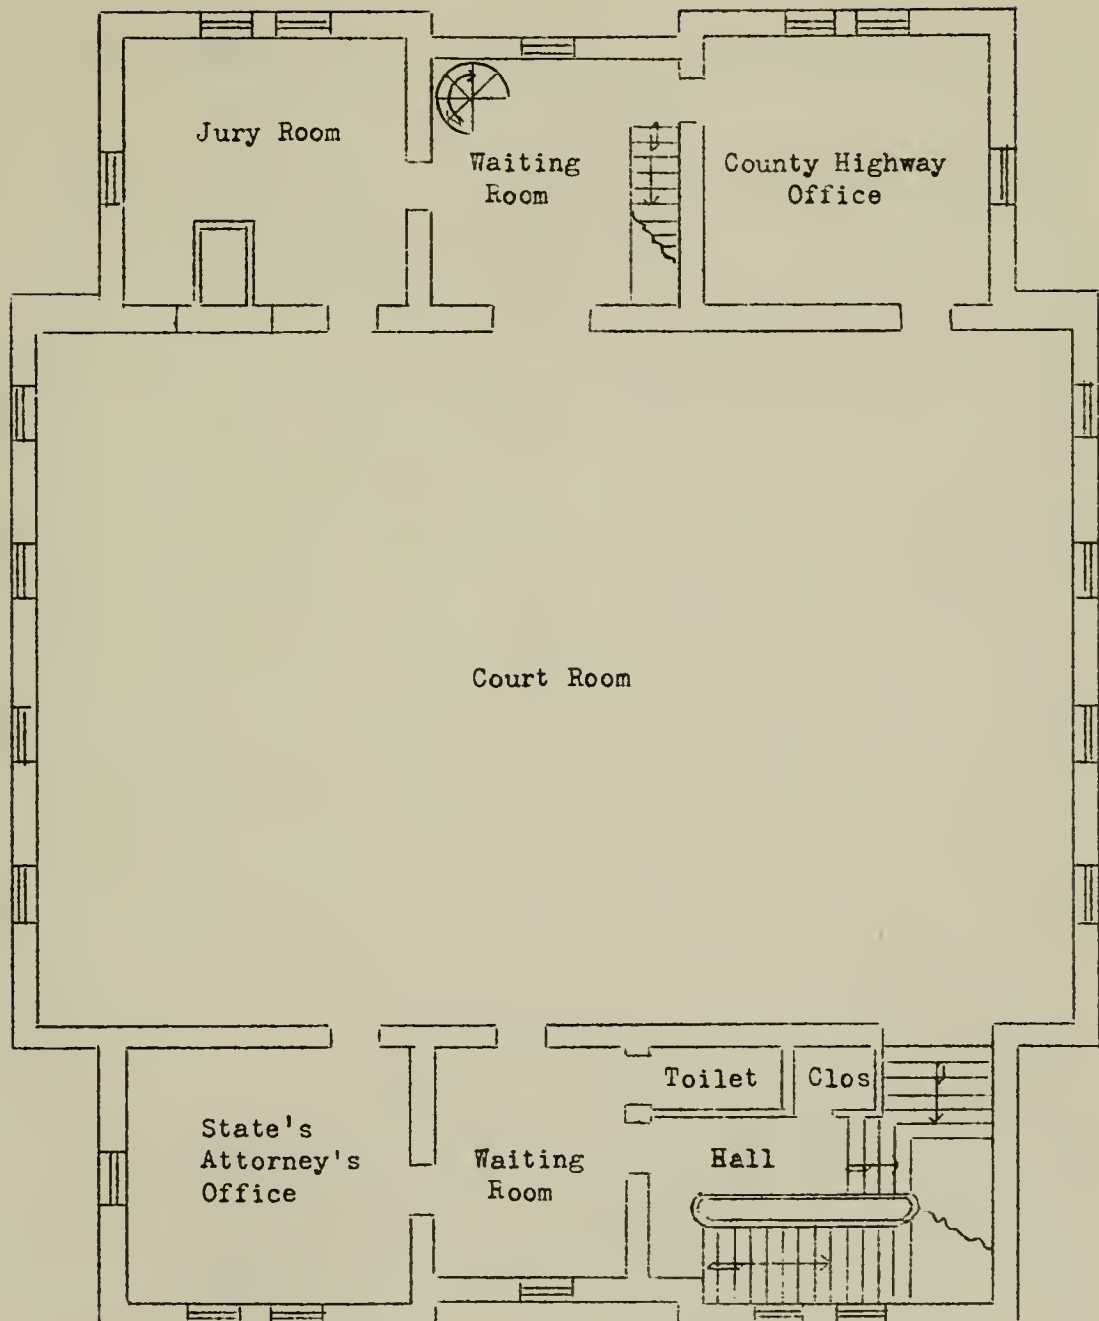 Jury Room
Waiting
Room
County Highway
Office
Court Room
Toilet
Clos
State's
Attorney's
Office
Waiting
Room
Hall